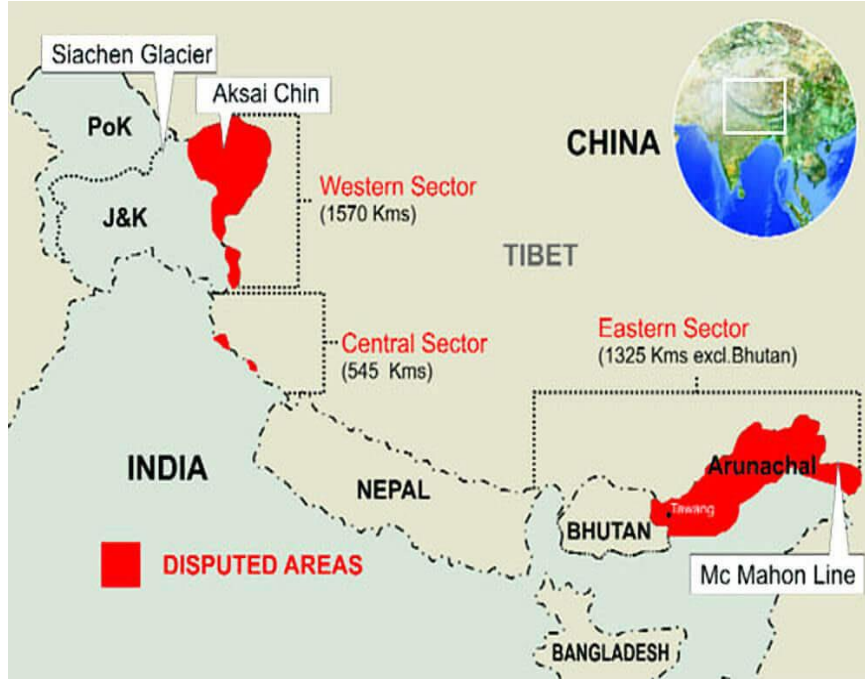 Siachen Glacier
Aksai Chin
PoK
CHINA
Western Sector
(1570 Kms)
J&K
TIBET
Eastern Sector
(1325 Kms excl.Bhutan)
Central Sector
(545 Kms)
INDIA
NEPAL
Arunachal
Tawang
BHUTAN
DISPUTED AREAS
Mc Mahon Line
BANGLADESH